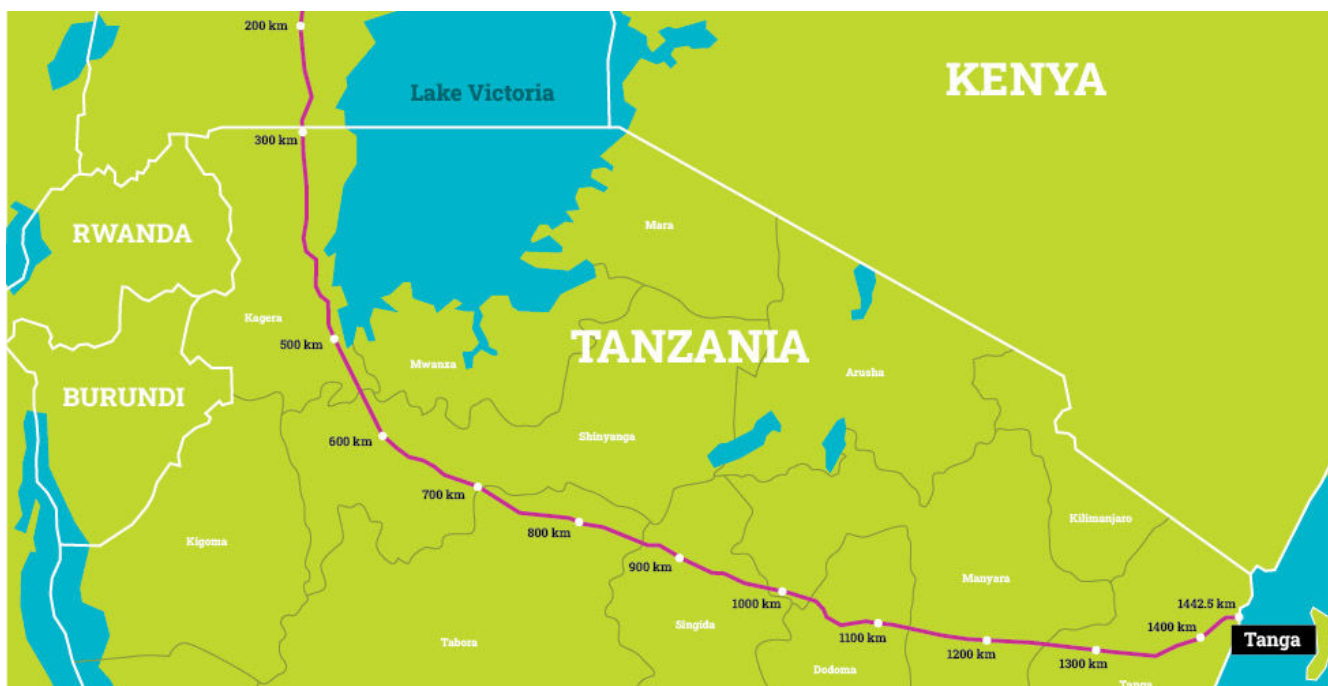 200 km
Lake Victoria
KENYA
300 km
RWANDA
Mara
Kagera
500 km
TANZANIA
Mwanza
Arusha
BURUNDI
600 km
Shinyanga
700 km
800 km
Kilimanjaro
Kigoma
900 km
Manyara
1000 km
1442.5 km
Singida
1100 km
1400 km
Tabora
1200 km
Tanga
1300 km
Dodoma
Tanga